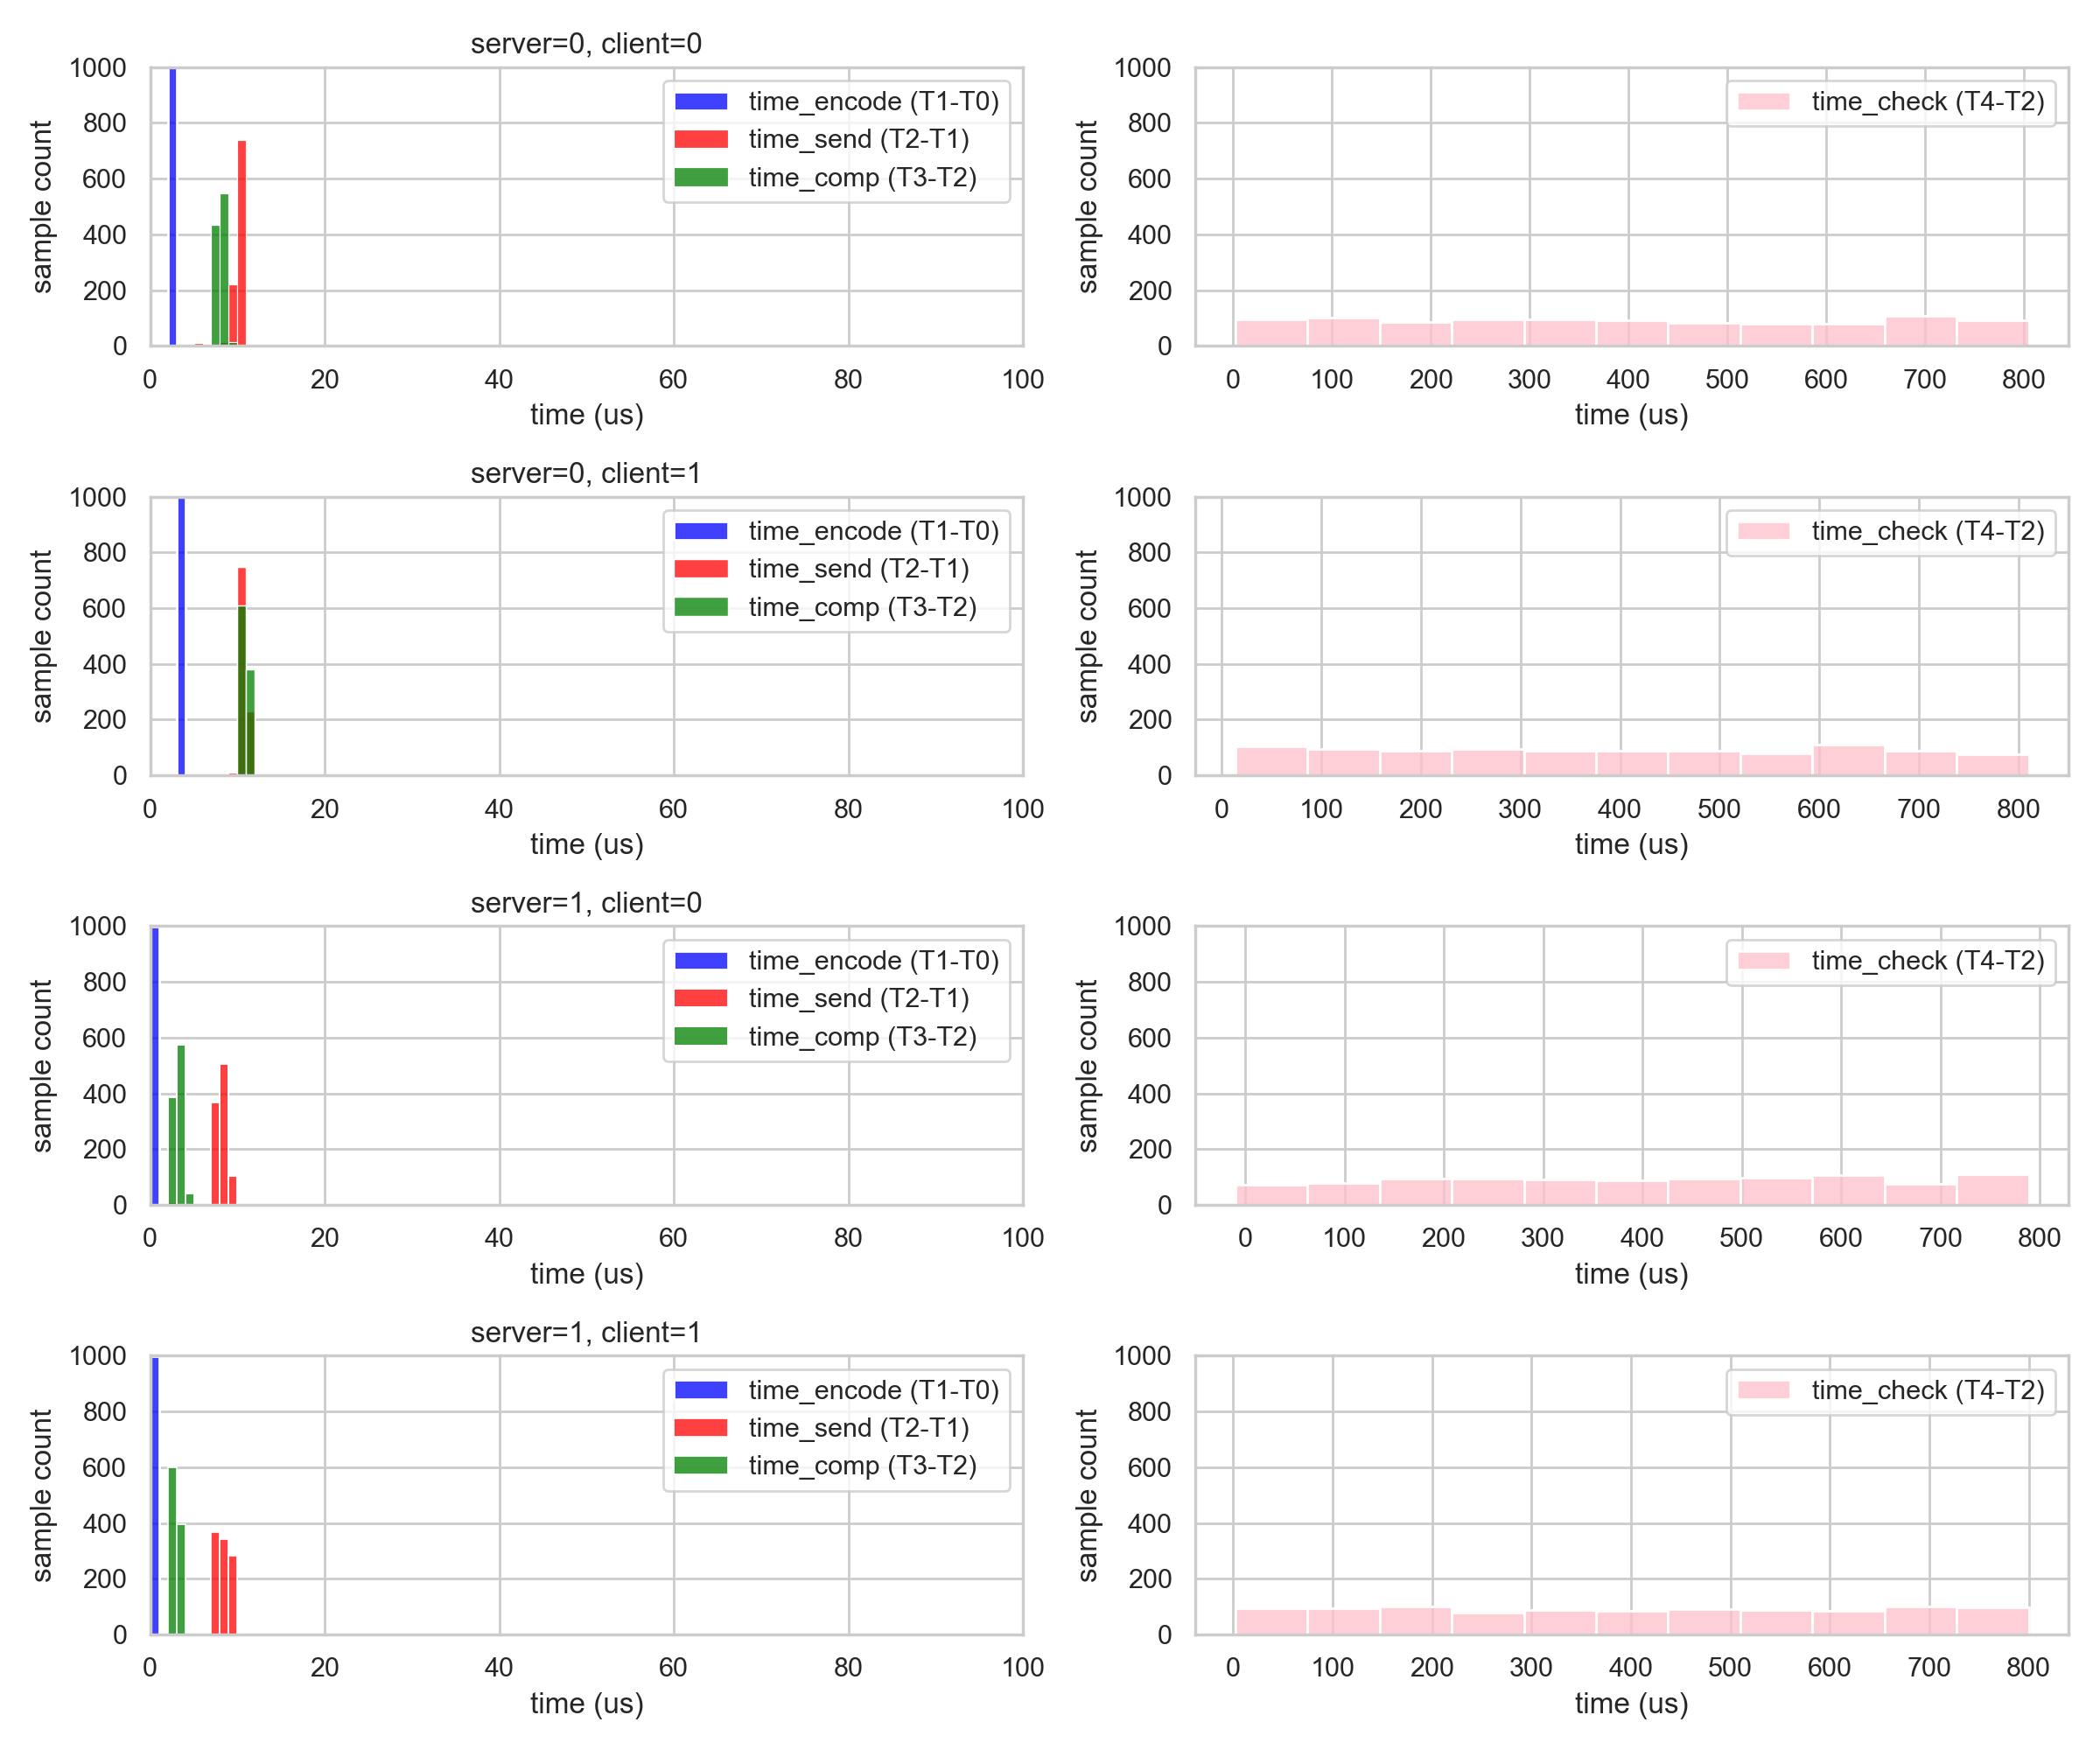 server=0, client=0
1000
800
600
400
200
0
sample count
time_encode (T1-T0)
time_send (T2-T1)
time_comp (T3-T2)
0 20 40 60 80 100
time (us)
1000
800
600
400
200
0
sample count
time_check (T4-T2)
0 100 200 300 400 500 600 700 800
time (us)
server=0, client=1
1000
800
600
400
200
0
sample count
time_encode (T1-T0)
time_send (T2-T1)
time_comp (T3-T2)
0 20 40 60 80 100
time (us)
1000
800
600
400
200
0
sample count
time_check (T4-T2)
0 100 200 300 400 500 600 700 800
time (us)
server=1, client=0
1000
800
600
400
200
0
sample count
time_encode (T1-T0)
time_send (T2-T1)
time_comp (T3-T2)
0 20 40 60 80 100
time (us)
1000
800
600
400
200
0
sample count
time_check (T4-T2)
0 100 200 300 400 500 600 700 800
time (us)
server=1, client=1
1000
800
600
400
200
0
sample count
time_encode (T1-T0)
time_send (T2-T1)
time_comp (T3-T2)
0 20 40 60 80 100
time (us)
1000
800
600
400
200
0
sample count
time_check (T4-T2)
0 100 200 300 400 500 600 700 800
time (us)